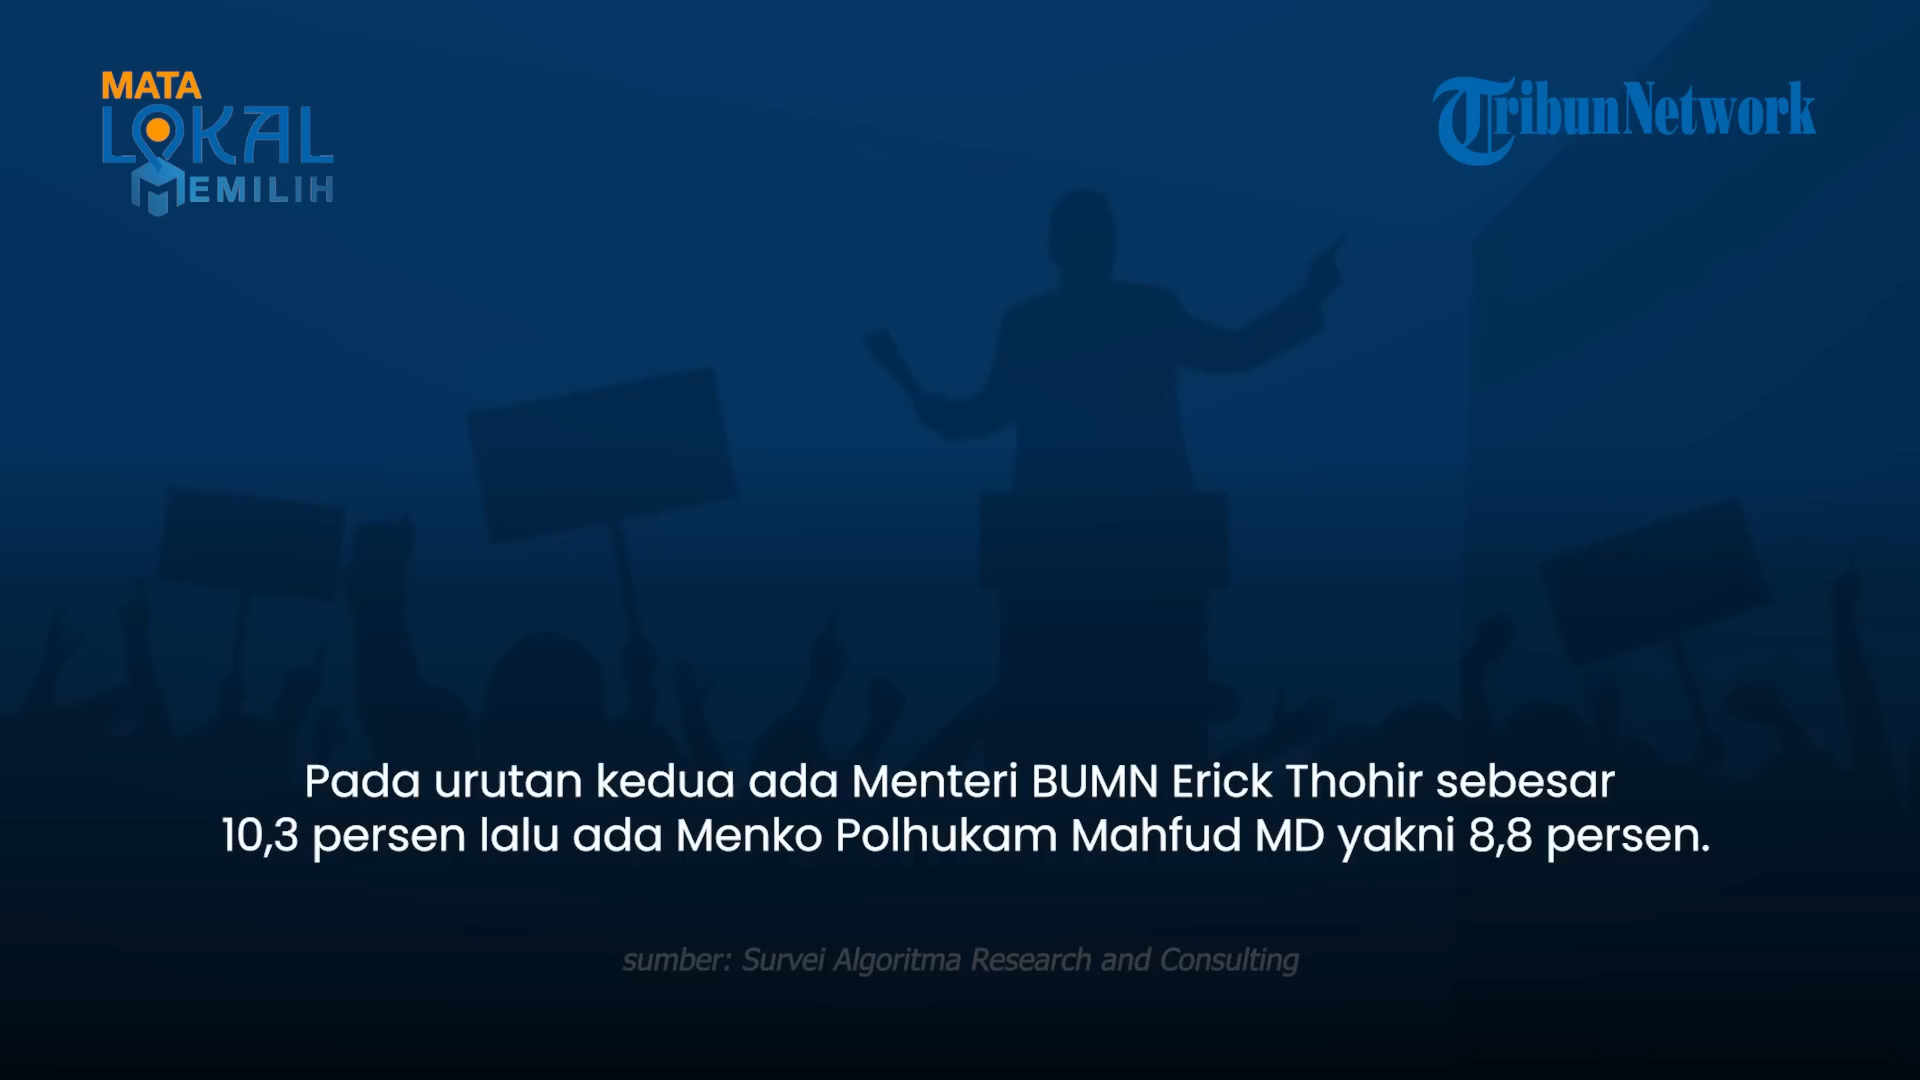 MATA
LOKAL
MEMILIH
TribunNetwork
Pada urutan kedua ada Menteri BUMN Erick Thohir sebesar
10,3 persen lalu ada Menko Polhukam Mahfud MD yakni 8,8 persen.
sumber: Survei Algoritma Research and Consulting